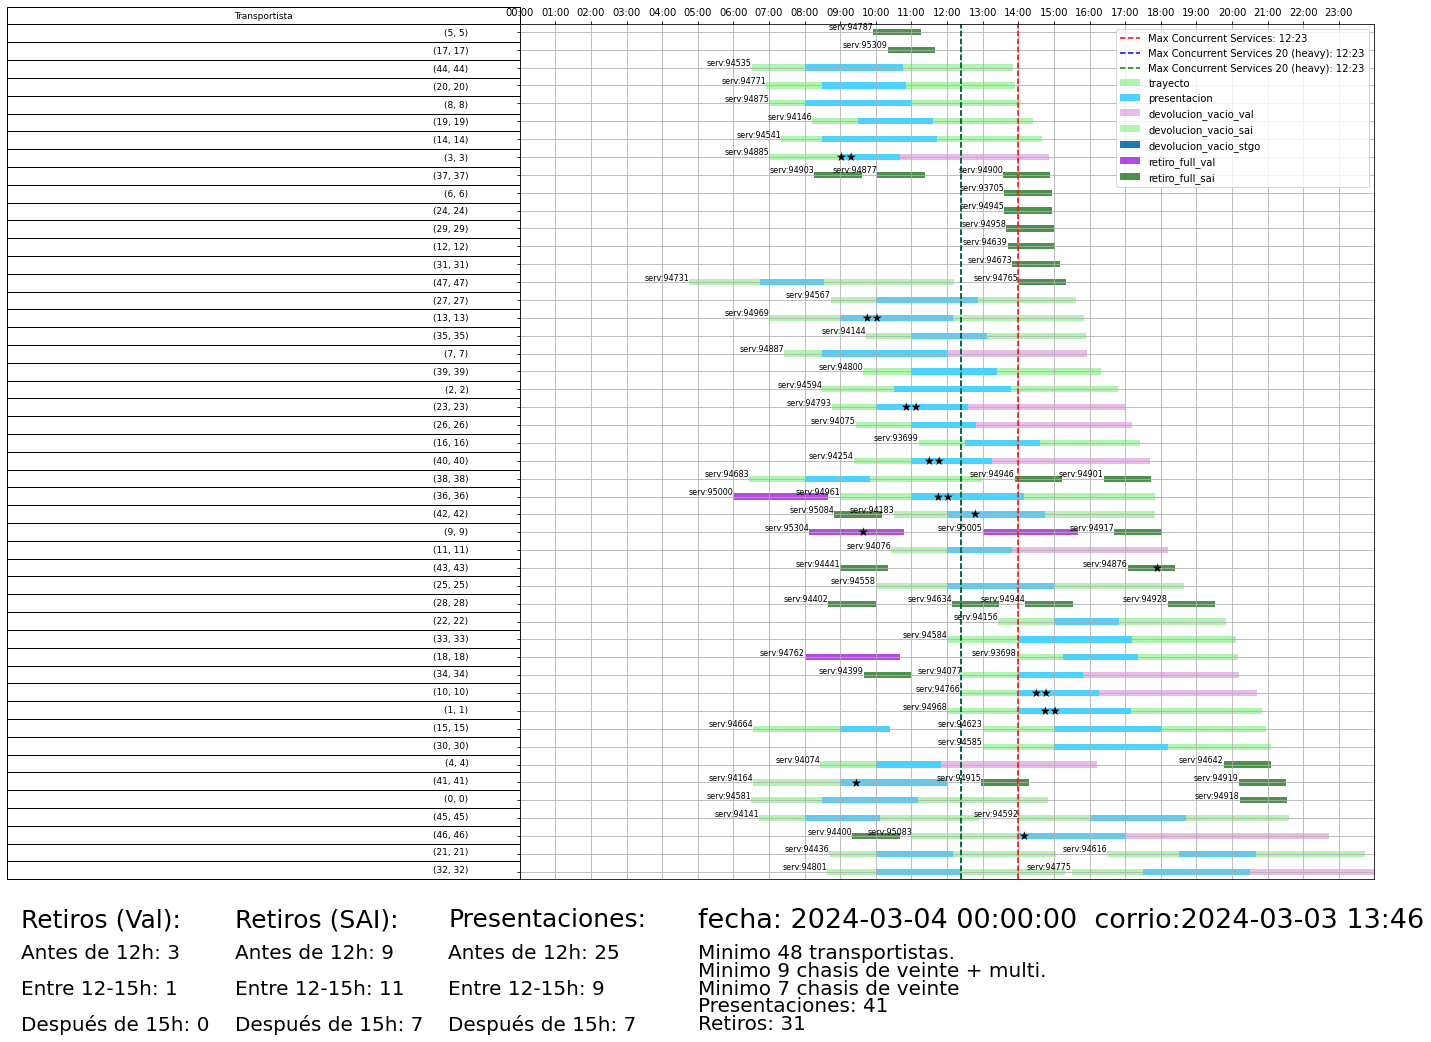 Transportista
00:00 01:00 02:00 03:00 04:00 05:00 06:00 07:00 08:00 09:00 10:00 11:00 12:00 13:00 14:00 15:00 16:00 17:00 18:00 19:00 20:00 21:00 22:00 23:00
Max Concurrent Services: 12:23
Max Concurrent Services 20 (heavy): 12:23
Max Concurrent Services 20 (heavy): 12:23
trayecto
presentacion
devolucion_vacio_val
devolucion_vacio_sai
devolucion_vacio_stgo
retiro_full_val
retiro_full_sai
(5, 5) serv:94787
(17, 17) serv:95309
(44, 44) serv:94535
(20, 20) serv:94771
(8, 8) serv:94875
(19, 19) serv:94146
(14, 14) serv:94541
(3, 3) serv:94885
(37, 37) serv:94903 serv:94877 serv:94900
(6, 6) serv:93705
(24, 24) serv:94945
(29, 29) serv:94958
(12, 12) serv:94639
(31, 31) serv:94673
(47, 47) serv:94731 serv:94765
(27, 27) serv:94567
(13, 13) serv:94969
(35, 35) serv:94144
(7, 7) serv:94887
(39, 39) serv:94800
(2, 2) serv:94594
(23, 23) serv:94793
(26, 26) serv:94075
(16, 16) serv:93699
(40, 40) serv:94254
(38, 38) serv:94683 serv:94946 serv:94901
(36, 36) serv:95000 serv:94961
(42, 42) serv:95084 serv:94183
(9, 9) serv:95304 serv:95005 serv:94917
(11, 11) serv:94076
(43, 43) serv:94441 serv:94876
(25, 25) serv:94558
(28, 28) serv:94402 serv:94634 serv:94944 serv:94928
(22, 22) serv:94156
(33, 33) serv:94584
(18, 18) serv:94762 serv:93698
(34, 34) serv:94399 serv:94077
(10, 10) serv:94766
(1, 1) serv:94968
(15, 15) serv:94664 serv:94623
(30, 30) serv:94585
(4, 4) serv:94074 serv:94642
(41, 41) serv:94164 serv:94915 serv:94919
(0, 0) serv:94581 serv:94918
(45, 45) serv:94141 serv:94592
(46, 46) serv:94400 serv:95083
(21, 21) serv:94436 serv:94616
(32, 32) serv:94801 serv:94775
Retiros (Val):
Antes de 12h: 3
Entre 12-15h: 1
Después de 15h: 0
Retiros (SAI):
Antes de 12h: 9
Entre 12-15h: 11
Después de 15h: 7
Presentaciones:
Antes de 12h: 25
Entre 12-15h: 9
Después de 15h: 7
fecha: 2024-03-04 00:00:00 corrio:2024-03-03 13:46
Minimo 48 transportistas.
Minimo 9 chasis de veinte + multi.
Minimo 7 chasis de veinte
Presentaciones: 41
Retiros: 31